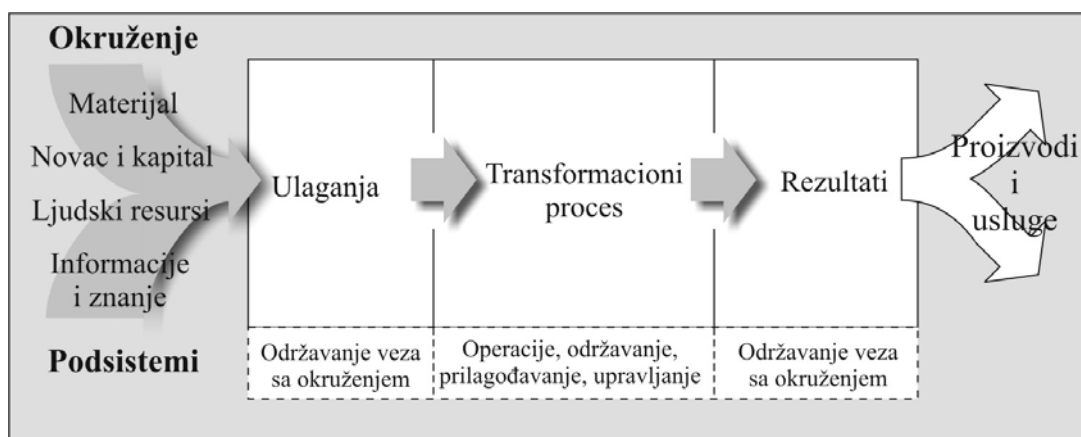 Okruženje
Materijal
Novac i kapital
Ljudski resursi
Informacije
i znanje
Podsistemi
Ulaganja
Transformacioni
proces
Rezultati
Proizvodi
i
usluge
Održavanje veza
sa okruženjem
Operacije, održavanje,
prilagođavanje, upravljanje
Održavanje veza
sa okruženjem